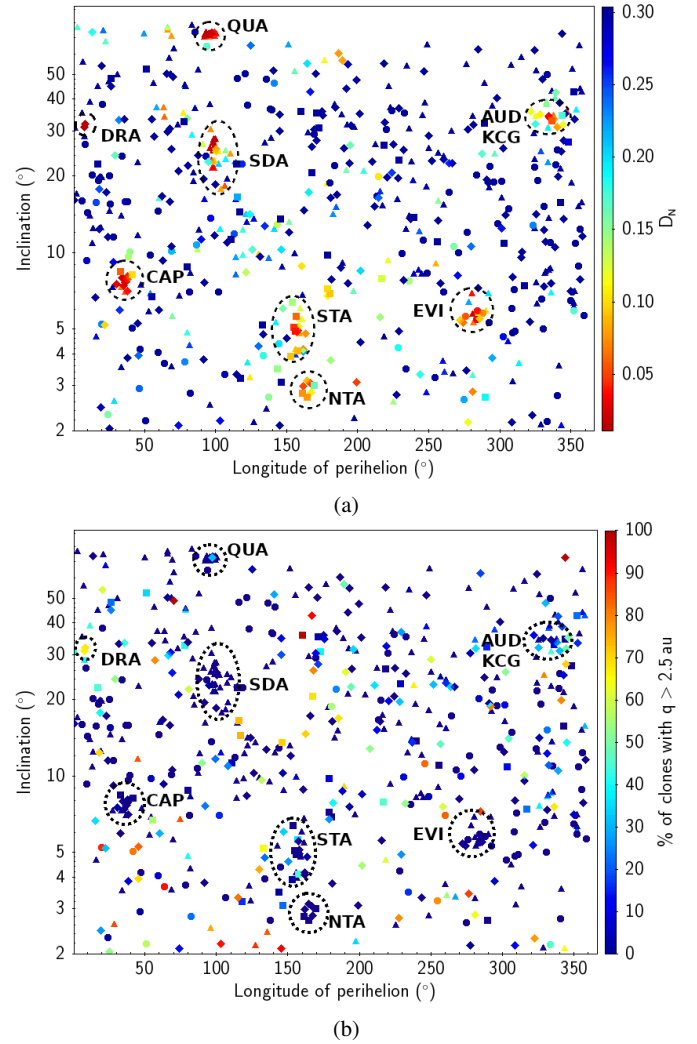 QUA
50
40
30
20
10
5
4
3
2
DRA
SDA
AUD
KCG
CAP
STA
EVI
NTA
Inclination (°)
50
100
150
200
250
300
350
Longitude of perihelion (°)
0.30
0.25
0.20
0.15
0.10
0.05
D_N
(a)
QUA
50
40
30
20
10
5
4
3
2
DRA
SDA
AUD
KCG
CAP
STA
EVI
NTA
Inclination (°)
50
100
150
200
250
300
350
Longitude of perihelion (°)
100
90
80
70
60
50
40
30
20
10
0
% of clones with q > 2.5 au
(b)